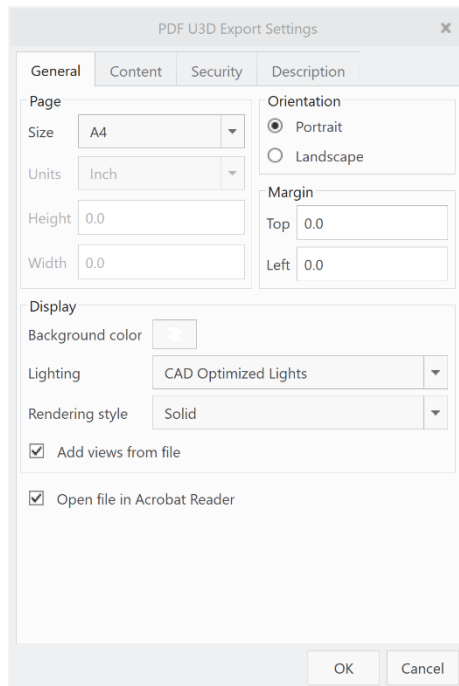 PDF U3D Export Settings
General Content Security Description
Page
Size A4
Units Inch
Height 0.0
Width 0.0
Orientation
Portrait
Landscape
Margin
Top 0.0
Left 0.0
Display
Background color
Lighting CAD Optimized Lights
Rendering style Solid
Add views from file
Open file in Acrobat Reader
OK Cancel